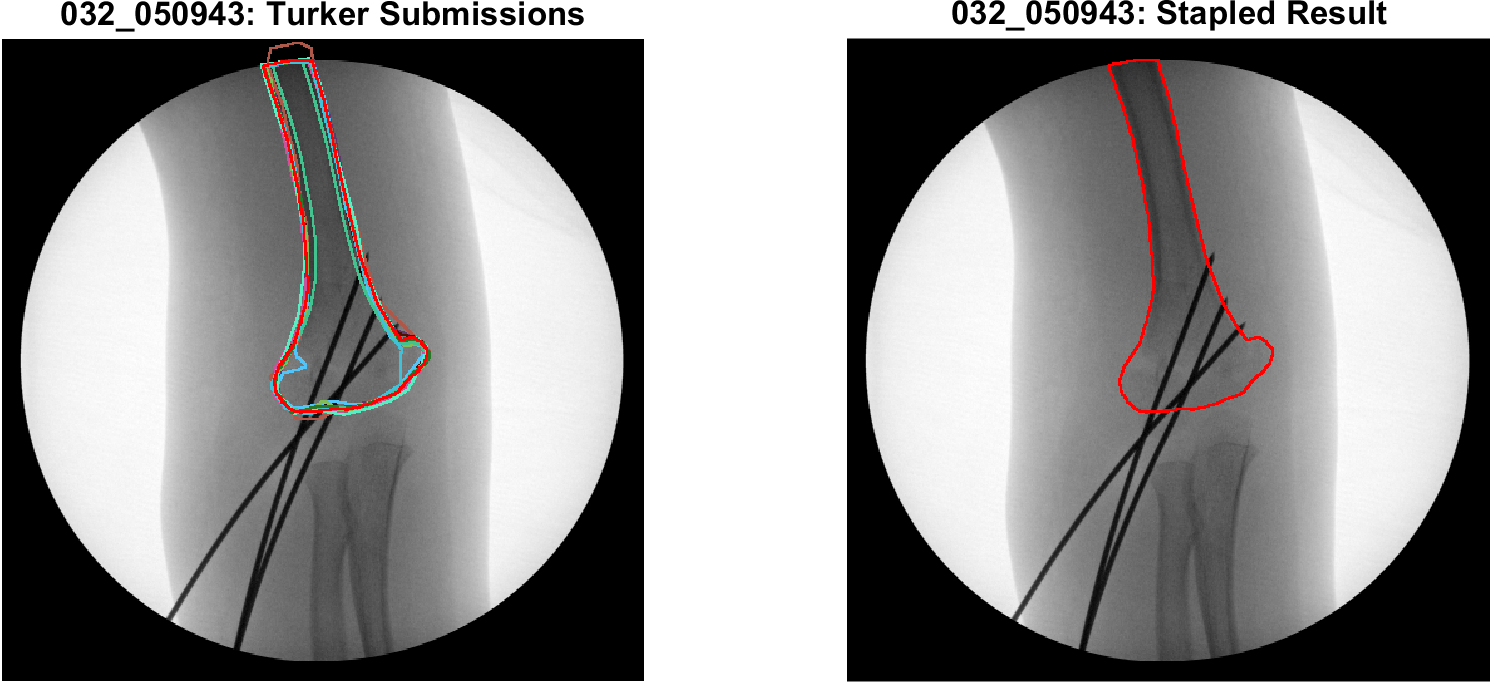 032_050943: Turker Submissions
032_050943: Stapled Result